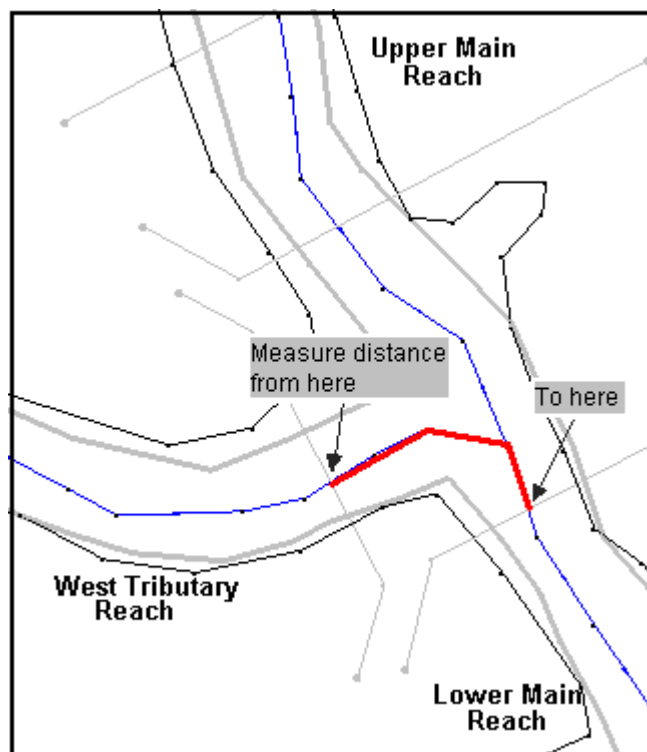 Upper Main
Reach
Measure distance
from here
To here
West Tributary
Reach
Lower Main
Reach